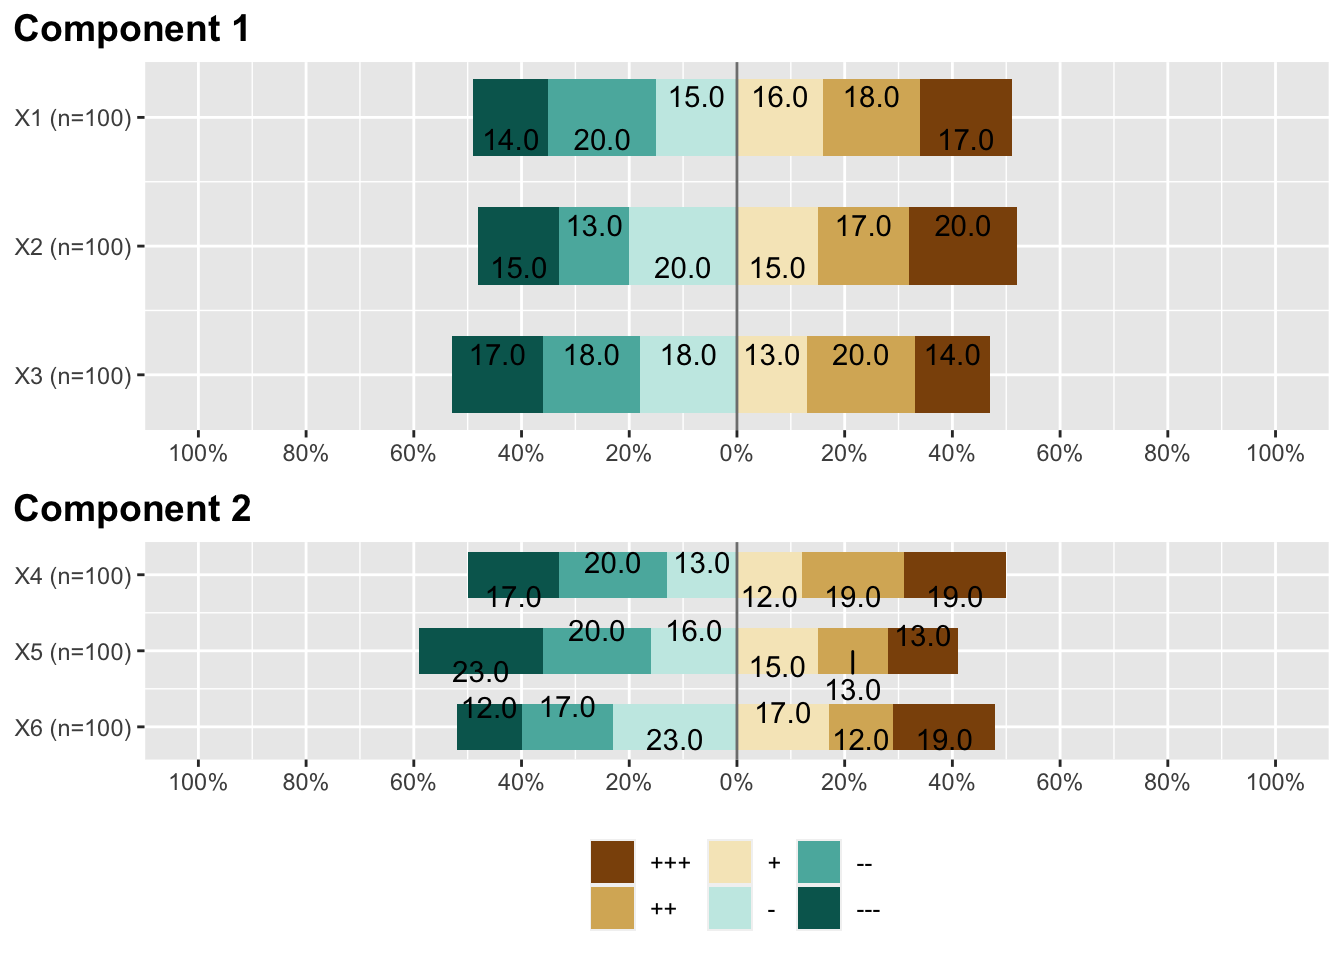 Component 1
15.0 16.0 18.0
X1 (n=100)
14.0 20.0 17.0
13.0 17.0 20.0
X2 (n=100)
15.0 20.0 15.0
17.0 18.0 18.0 13.0 20.0 14.0
X3 (n=100)
100% 80% 60% 40% 20% 0% 20% 40% 60% 80% 100%
Component 2
20.0 13.0
X4 (n=100)
17.0 12.0 19.0 19.0
20.0 16.0 13.0
X5 (n=100)
23.0 15.0
13.0
12.0 17.0 17.0
X6 (n=100)
23.0 12.0 19.0
100% 80% 60% 40% 20% 0% 20% 40% 60% 80% 100%
+++ + --
++ - ---